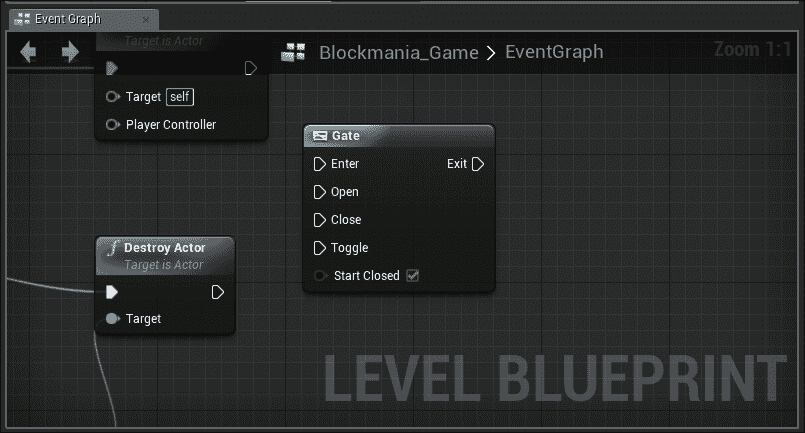 Event Graph
Blockmania_Game > EventGraph
Zoom 1:1
Target is Actor
Target self
Player Controller
Gate
Enter Exit
Open
Close
Toggle
Start Closed
f Destroy Actor
Target is Actor
Target
LEVEL BLUEPRINT